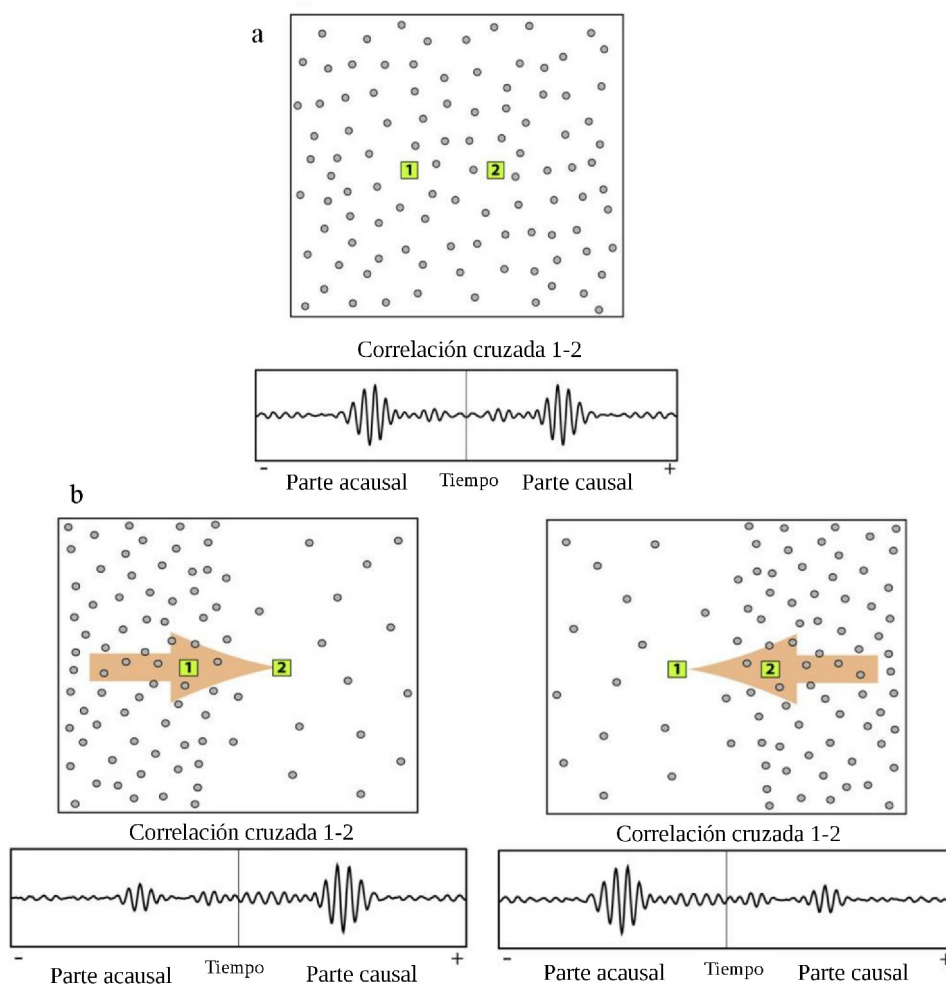 a
1
2
Correlación cruzada 1-2
- +
Parte acausal Tiempo Parte causal
b
1 2
1 2
Correlación cruzada 1-2
Correlación cruzada 1-2
- +
Parte acausal Tiempo Parte causal
- +
Parte acausal Tiempo Parte causal